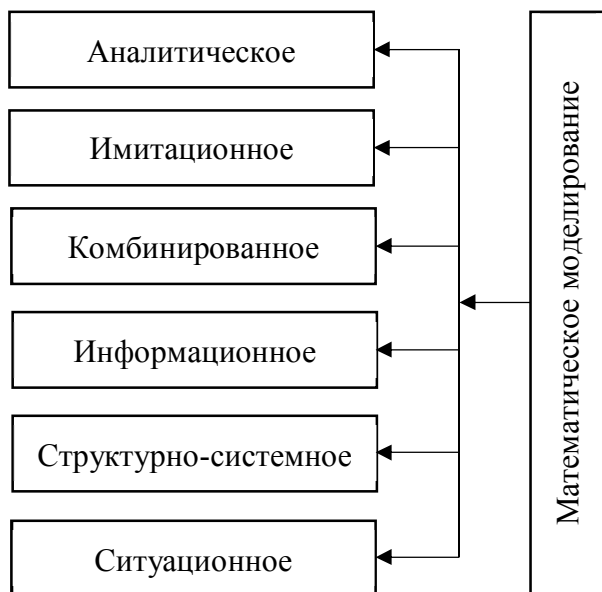 Аналитическое
Имитационное
Комбинированное
Информационное
Структурно-системное
Ситуационное
Математическое моделирование